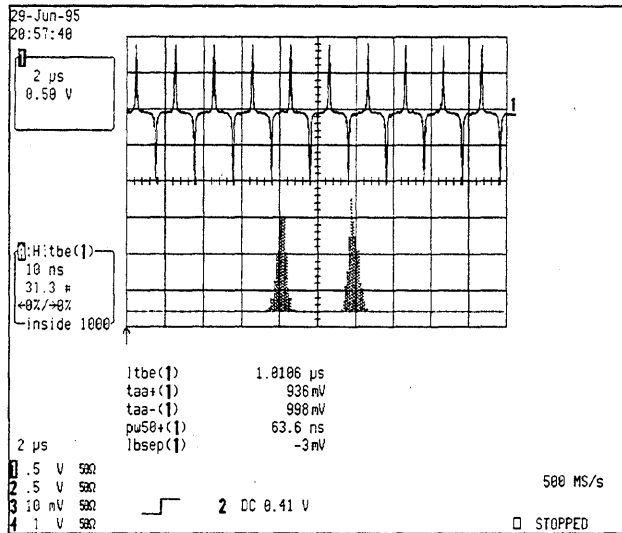 29-Jun-95
20:57:40
1
2 µs
0.50 V
1
A:Hltbe(1)
10 ns
31.3 #
←0%/→0%
inside 1000
ltbe(1) 1.0106 µs
taa+(1) 936mV
taa-(1) 998mV
pw50+(1) 63.6 ns
lbsep(1) -3mV
2 µs
1 .5 V 50Ω
2 .5 V 50Ω
3 10 mV 50Ω
4 1 V 50Ω
2 DC 0.41 V
500 MS/s
□ STOPPED